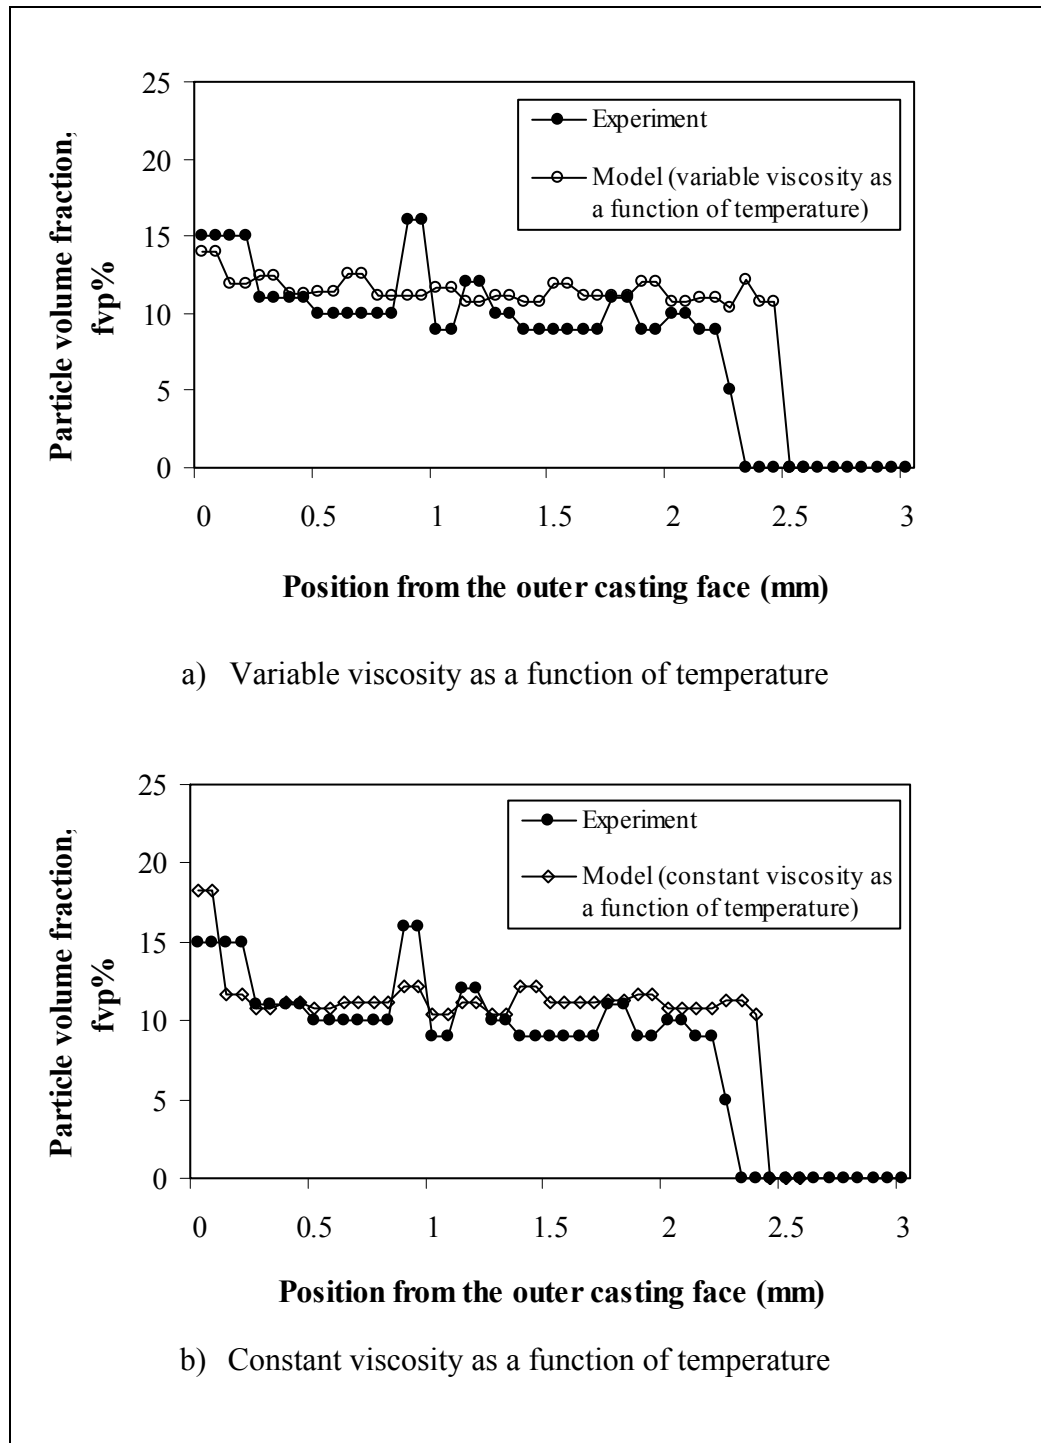 25
20
15
10
5
0
Particle volume fraction,
fvp%
Experiment
Model (variable viscosity as
a function of temperature)
0 0.5 1 1.5 2 2.5 3
Position from the outer casting face (mm)
a) Variable viscosity as a function of temperature
25
20
15
10
5
0
Particle volume fraction,
fvp%
Experiment
Model (constant viscosity as
a function of temperature)
0 0.5 1 1.5 2 2.5 3
Position from the outer casting face (mm)
b) Constant viscosity as a function of temperature